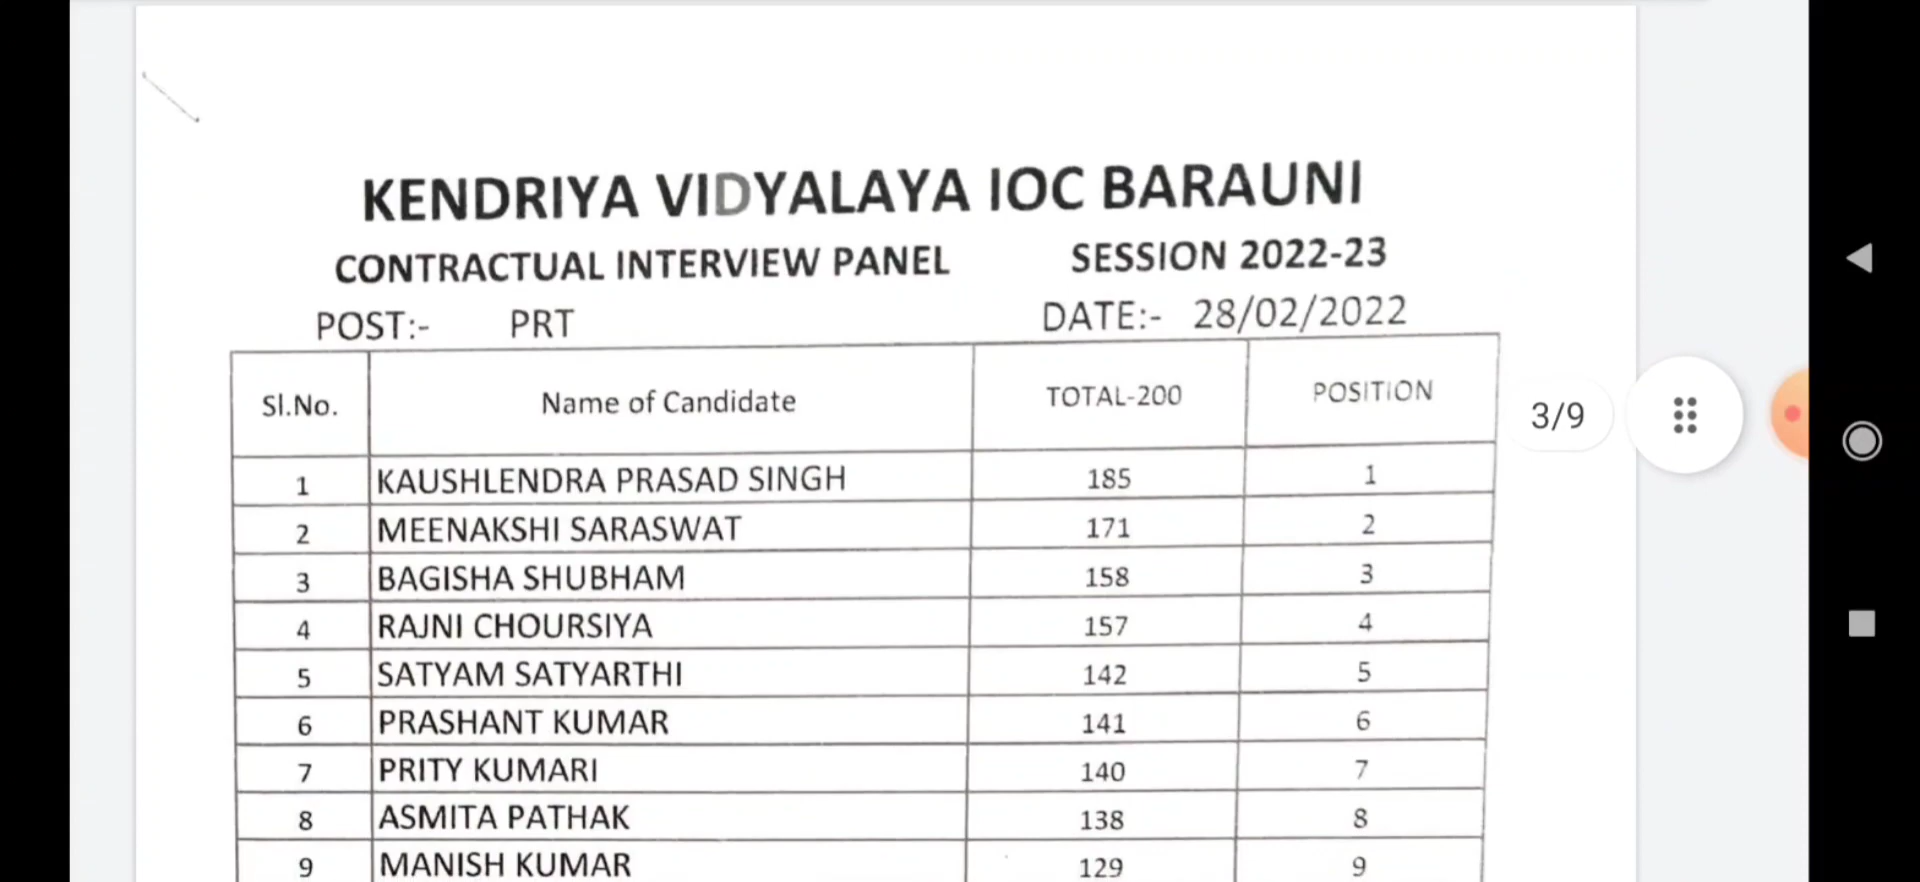 KENDRIYA VIDYALAYA IOC BARAUNI
CONTRACTUAL INTERVIEW PANEL SESSION 2022-23
POST:- PRT DATE:- 28/02/2022
Sl.No. Name of Candidate TOTAL-200 POSITION
1 KAUSHLENDRA PRASAD SINGH 185 1
2 MEENAKSHI SARASWAT 171 2
3 BAGISHA SHUBHAM 158 3
4 RAJNI CHOURSIYA 157 4
5 SATYAM SATYARTHI 142 5
6 PRASHANT KUMAR 141 6
7 PRITY KUMARI 140 7
8 ASMITA PATHAK 138 8
9 MANISH KUMAR 129 9
3/9